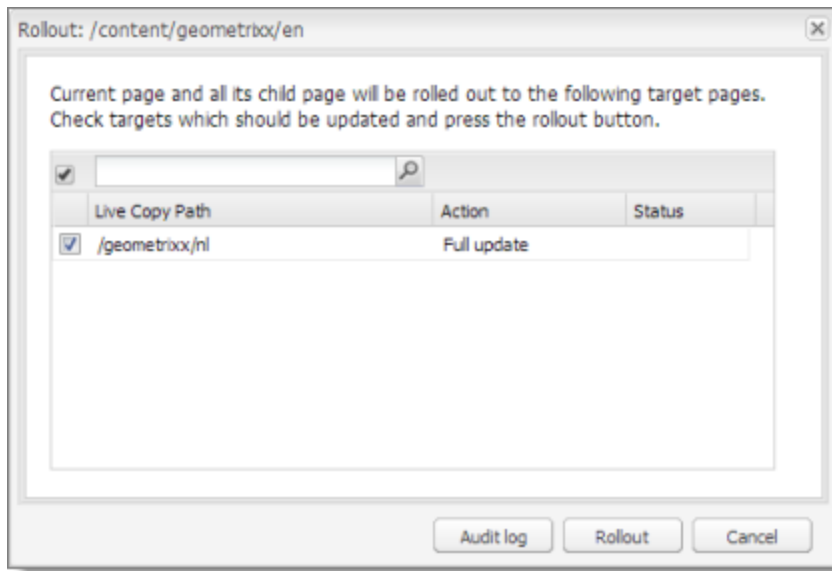 Rollout: /content/geometrixx/en
Current page and all its child page will be rolled out to the following target pages.
Check targets which should be updated and press the rollout button.
Live Copy Path Action Status
/geometrixx/nl Full update
Audit log Rollout Cancel